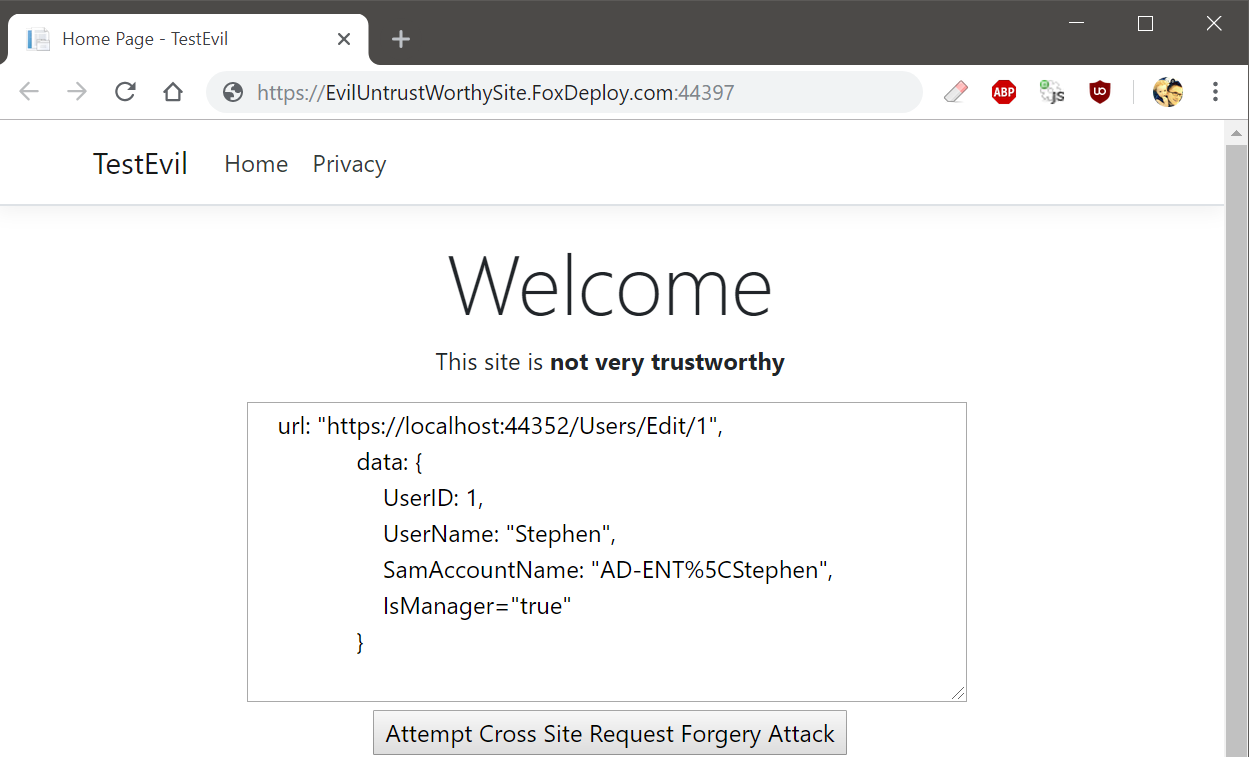 Home Page - TestEvil
https://EvilUntrustWorthySite.FoxDeploy.com:44397
ABP
js
TestEvil Home Privacy
Welcome
This site is not very trustworthy
url: "https://localhost:44352/Users/Edit/1",
data: {
UserID: 1,
UserName: "Stephen",
SamAccountName: "AD-ENT%5CStephen",
IsManager="true"
}
Attempt Cross Site Request Forgery Attack